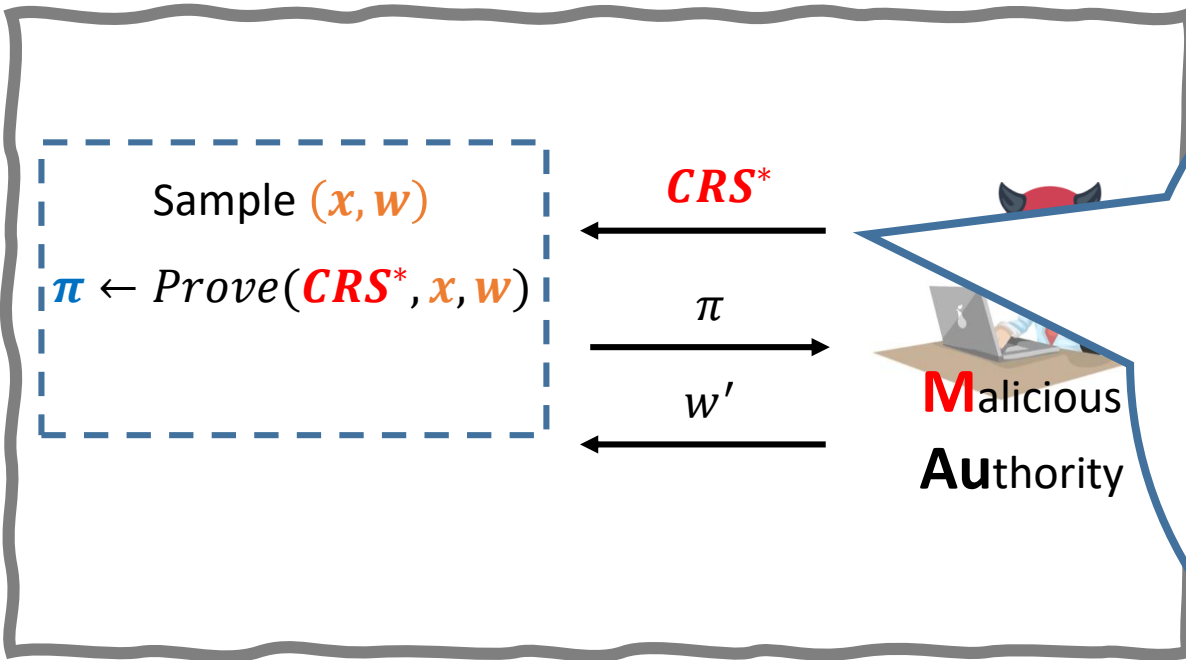 Sample (x, w)
π ← Prove(CRS*, x, w)
CRS*
π
w′
Malicious
Authority